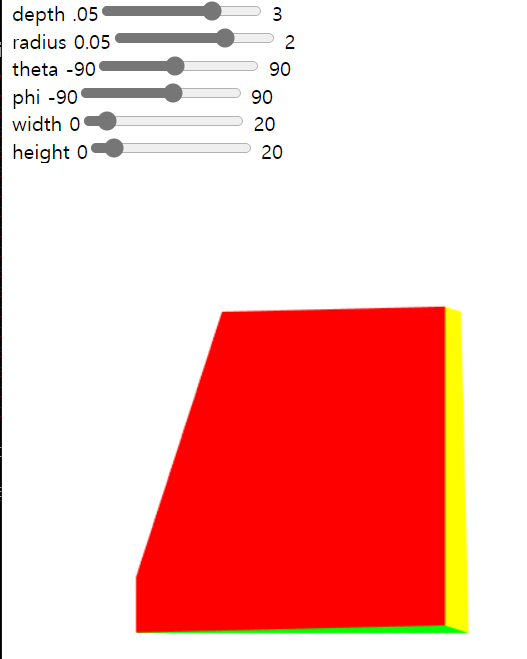 depth .05 3
radius 0.05 2
theta -90 90
phi -90 90
width 0 20
height 0 20